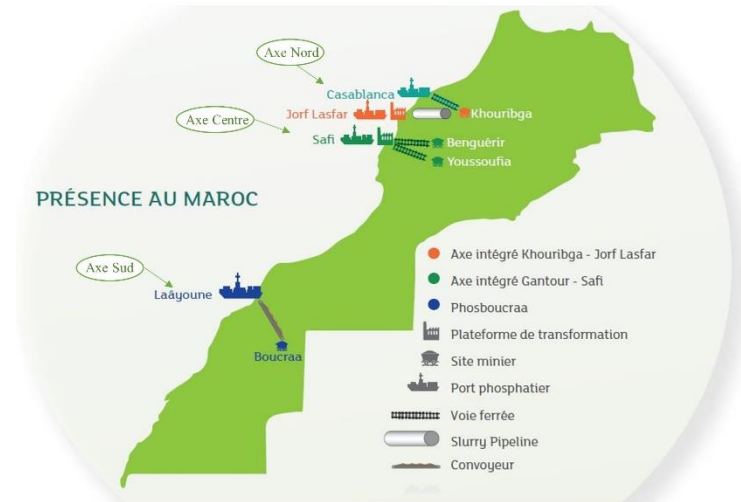 Axe Nord
Casablanca
Jorf Lasfar
Khouribga
Axe Centre
Safi
Benguérir
Youssoufia
PRÉSENCE AU MAROC
Axe Sud
Laâyoune
Boucraa
Axe intégré Khouribga - Jorf Lasfar
Axe intégré Gantour - Safi
Phosboucraa
Plateforme de transformation
Site minier
Port phosphatier
Voie ferrée
Slurry Pipeline
Convoyeur